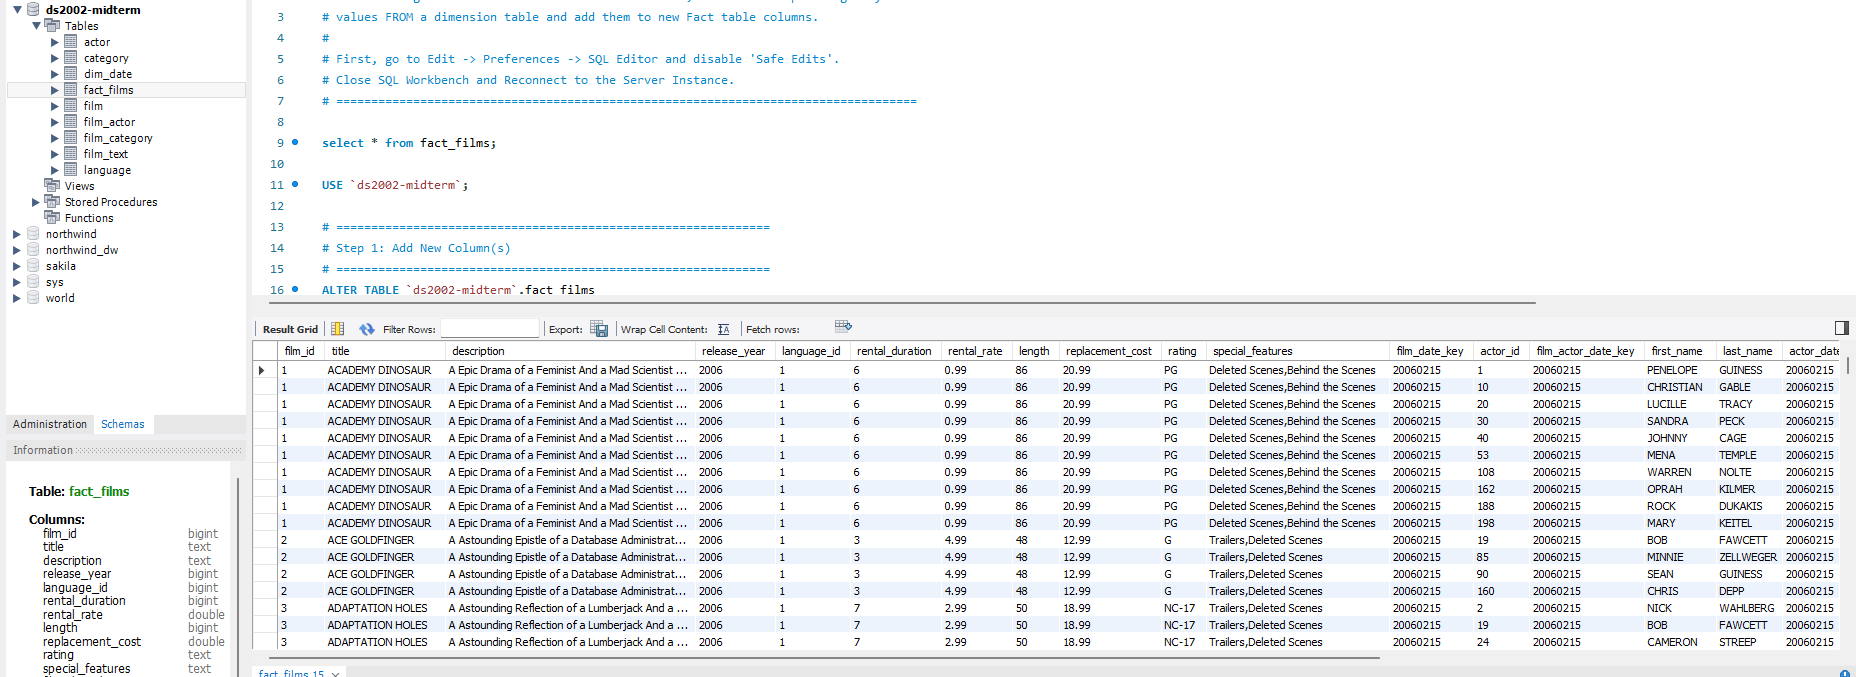 ds2002-midterm
Tables
actor
category
dim_date
fact_films
film
film_actor
film_category
film_text
language
Views
Stored Procedures
Functions
northwind
northwind_dw
sakila
sys
world
Administration Schemas
Information
Table: fact_films
Columns:
film_id bigint
title text
description text
release_year bigint
language_id bigint
rental_duration bigint
rental_rate double
length bigint
replacement_cost double
rating text
special_features text
3 # values FROM a dimension table and add them to new Fact table columns.
4 #
5 # First, go to Edit -> Preferences -> SQL Editor and disable 'Safe Edits'.
6 # Close SQL Workbench and Reconnect to the Server Instance.
7 # ==============================================================================
8
9 select * from fact_films;
10
11 USE `ds2002-midterm`;
12
13 # ==========================================================
14 # Step 1: Add New Column(s)
15 # ==========================================================
16 ALTER TABLE `ds2002-midterm`.fact_films
Result Grid Filter Rows: Export: Wrap Cell Content: Fetch rows:
film_id title description release_year language_id rental_duration rental_rate length replacement_cost rating special_features film_date_key actor_id film_actor_date_key first_name last_name actor_date
1 ACADEMY DINOSAUR A Epic Drama of a Feminist And a Mad Scientist ... 2006 1 6 0.99 86 20.99 PG Deleted Scenes,Behind the Scenes 20060215 1 20060215 PENELOPE GUINESS 20060215
1 ACADEMY DINOSAUR A Epic Drama of a Feminist And a Mad Scientist ... 2006 1 6 0.99 86 20.99 PG Deleted Scenes,Behind the Scenes 20060215 10 20060215 CHRISTIAN GABLE 20060215
1 ACADEMY DINOSAUR A Epic Drama of a Feminist And a Mad Scientist ... 2006 1 6 0.99 86 20.99 PG Deleted Scenes,Behind the Scenes 20060215 20 20060215 LUCILLE TRACY 20060215
1 ACADEMY DINOSAUR A Epic Drama of a Feminist And a Mad Scientist ... 2006 1 6 0.99 86 20.99 PG Deleted Scenes,Behind the Scenes 20060215 30 20060215 SANDRA PECK 20060215
1 ACADEMY DINOSAUR A Epic Drama of a Feminist And a Mad Scientist ... 2006 1 6 0.99 86 20.99 PG Deleted Scenes,Behind the Scenes 20060215 40 20060215 JOHNNY CAGE 20060215
1 ACADEMY DINOSAUR A Epic Drama of a Feminist And a Mad Scientist ... 2006 1 6 0.99 86 20.99 PG Deleted Scenes,Behind the Scenes 20060215 53 20060215 MENA TEMPLE 20060215
1 ACADEMY DINOSAUR A Epic Drama of a Feminist And a Mad Scientist ... 2006 1 6 0.99 86 20.99 PG Deleted Scenes,Behind the Scenes 20060215 108 20060215 WARREN NOLTE 20060215
1 ACADEMY DINOSAUR A Epic Drama of a Feminist And a Mad Scientist ... 2006 1 6 0.99 86 20.99 PG Deleted Scenes,Behind the Scenes 20060215 162 20060215 OPRAH KILMER 20060215
1 ACADEMY DINOSAUR A Epic Drama of a Feminist And a Mad Scientist ... 2006 1 6 0.99 86 20.99 PG Deleted Scenes,Behind the Scenes 20060215 188 20060215 ROCK DUKAKIS 20060215
1 ACADEMY DINOSAUR A Epic Drama of a Feminist And a Mad Scientist ... 2006 1 6 0.99 86 20.99 PG Deleted Scenes,Behind the Scenes 20060215 198 20060215 MARY KEITEL 20060215
2 ACE GOLDFINGER A Astounding Epistle of a Database Administrat... 2006 1 3 4.99 48 12.99 G Trailers,Deleted Scenes 20060215 19 20060215 BOB FAWCETT 20060215
2 ACE GOLDFINGER A Astounding Epistle of a Database Administrat... 2006 1 3 4.99 48 12.99 G Trailers,Deleted Scenes 20060215 85 20060215 MINNIE ZELLWEGER 20060215
2 ACE GOLDFINGER A Astounding Epistle of a Database Administrat... 2006 1 3 4.99 48 12.99 G Trailers,Deleted Scenes 20060215 90 20060215 SEAN GUINESS 20060215
2 ACE GOLDFINGER A Astounding Epistle of a Database Administrat... 2006 1 3 4.99 48 12.99 G Trailers,Deleted Scenes 20060215 160 20060215 CHRIS DEPP 20060215
3 ADAPTATION HOLES A Astounding Reflection of a Lumberjack And a ... 2006 1 7 2.99 50 18.99 NC-17 Trailers,Deleted Scenes 20060215 2 20060215 NICK WAHLBERG 20060215
3 ADAPTATION HOLES A Astounding Reflection of a Lumberjack And a ... 2006 1 7 2.99 50 18.99 NC-17 Trailers,Deleted Scenes 20060215 19 20060215 BOB FAWCETT 20060215
3 ADAPTATION HOLES A Astounding Reflection of a Lumberjack And a ... 2006 1 7 2.99 50 18.99 NC-17 Trailers,Deleted Scenes 20060215 24 20060215 CAMERON STREEP 20060215
fact_films 15